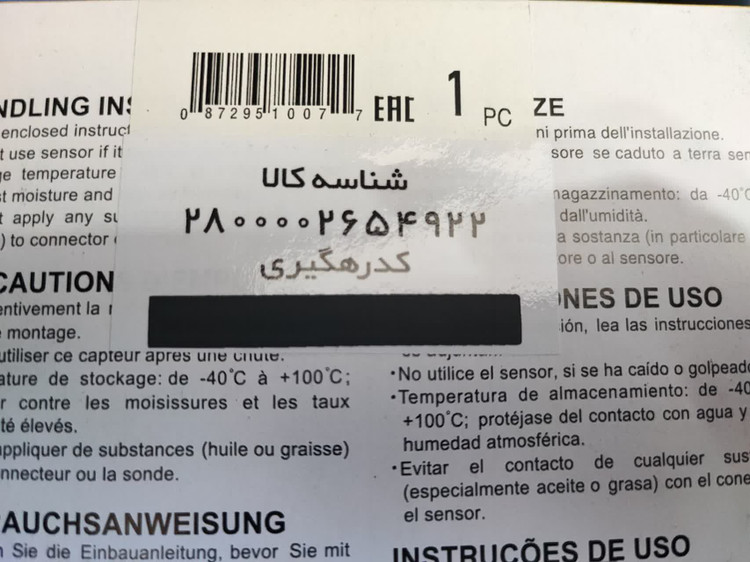 0 87295 1007 7
EAC 1 PC
شناسه کالا
۲۸۰۰۰۰۲۶۵۴۹۲۲
کدرهگیری
NDLING INS
enclosed instruct
t use sensor if it
ge temperature
st moisture and
t apply any su
) to connector
CAUTION
entivement la
montage.
utiliser ce capteur après une chute.
ature de stockage: de -40°C à +100°C;
r contre les moisissures et les taux
té élevés.
appliquer de substances (huile ou graisse)
nnecteur ou la sonde.
AUCHSANWEISUNG
n Sie die Einbauanleitung, bevor Sie mit
ZE
ni prima dell'installazione.
sore se caduto a terra sen
nagazzinamento: da -40°C
dall'umidità.
a sostanza (in particolare
ore o al sensore.
ONES DE USO
ión, lea las instrucciones
•No utilice el sensor, si se ha caído o golpeado
•Temperatura de almacenamiento: de -40
+100°C; protéjase del contacto con agua y
humedad atmosférica.
•Evitar el contacto de cualquier sus
(especialmente aceite o grasa) con el cone
el sensor.
INSTRUÇÕES DE USO